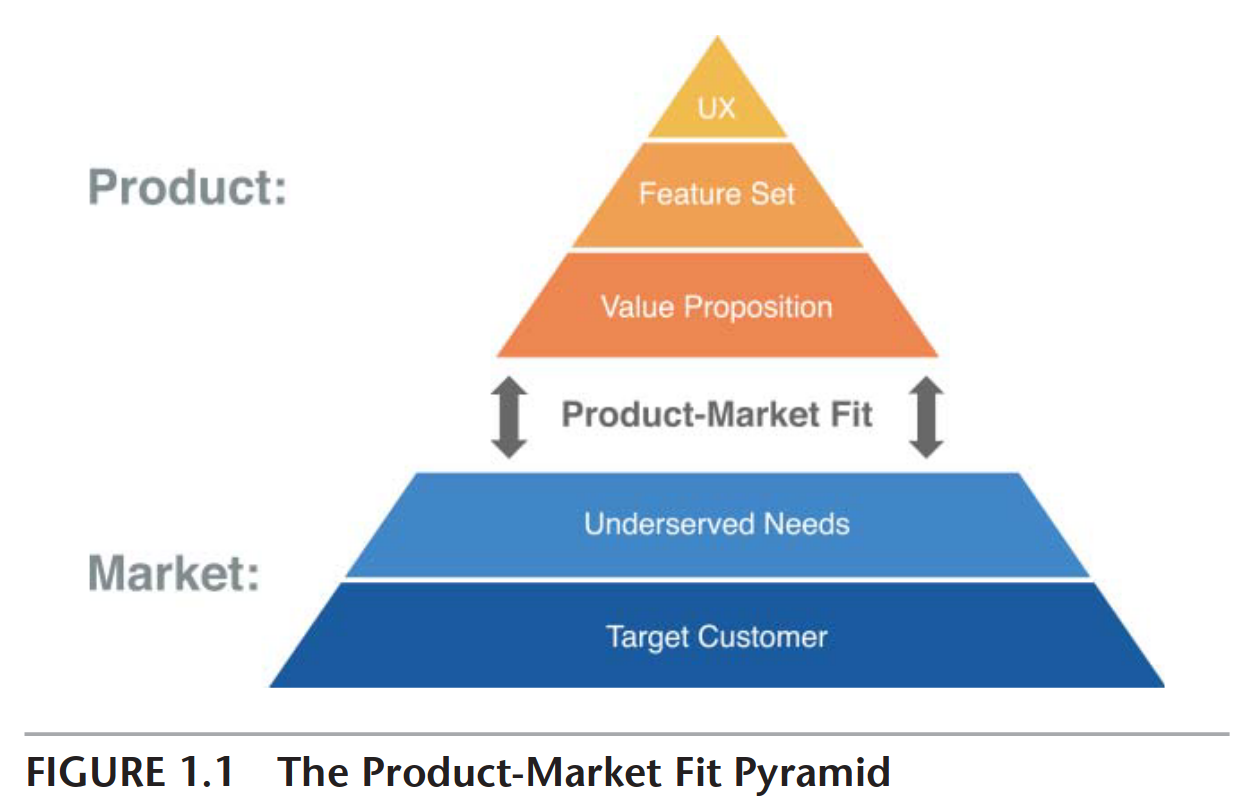 UX
Product:
Feature Set
Value Proposition
Product-Market Fit
Underserved Needs
Market:
Target Customer
FIGURE 1.1 The Product-Market Fit Pyramid